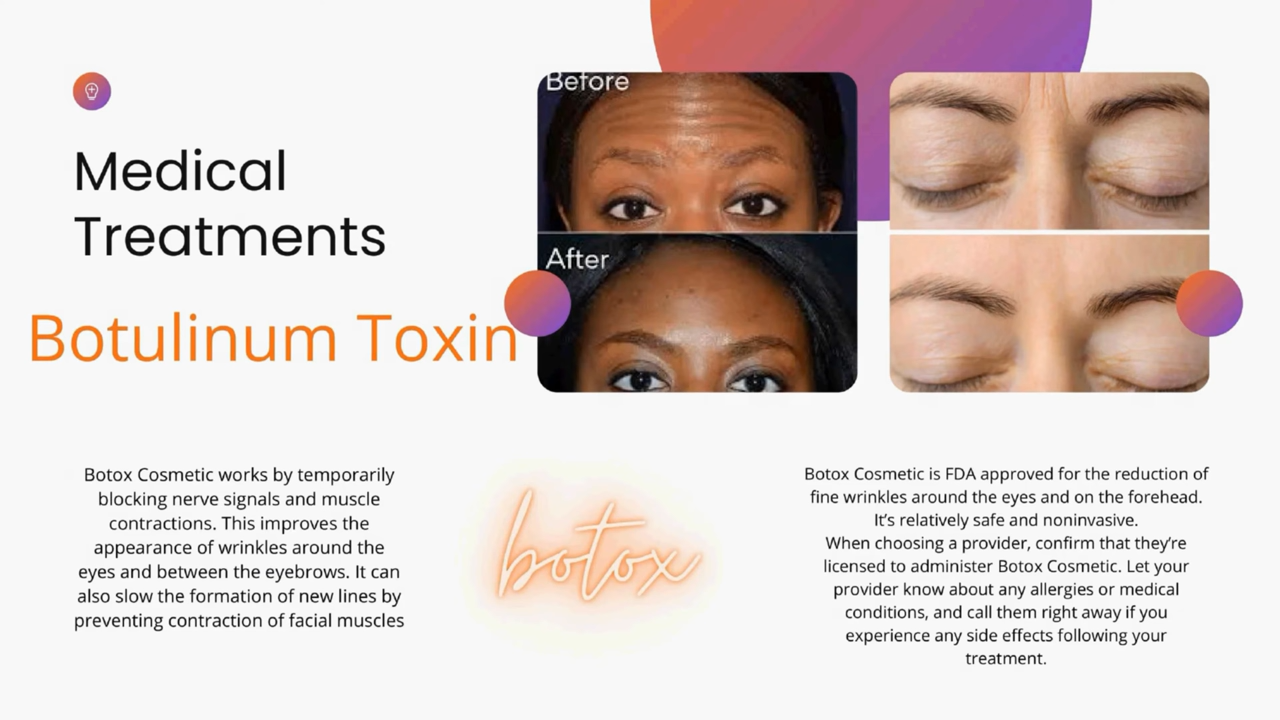 Medical
Treatments
Botulinum Toxin
Before
After
Botox Cosmetic works by temporarily
blocking nerve signals and muscle
contractions. This improves the
appearance of wrinkles around the
eyes and between the eyebrows. It can
also slow the formation of new lines by
preventing contraction of facial muscles
botox
Botox Cosmetic is FDA approved for the reduction of
fine wrinkles around the eyes and on the forehead.
It’s relatively safe and noninvasive.
When choosing a provider, confirm that they’re
licensed to administer Botox Cosmetic. Let your
provider know about any allergies or medical
conditions, and call them right away if you
experience any side effects following your
treatment.